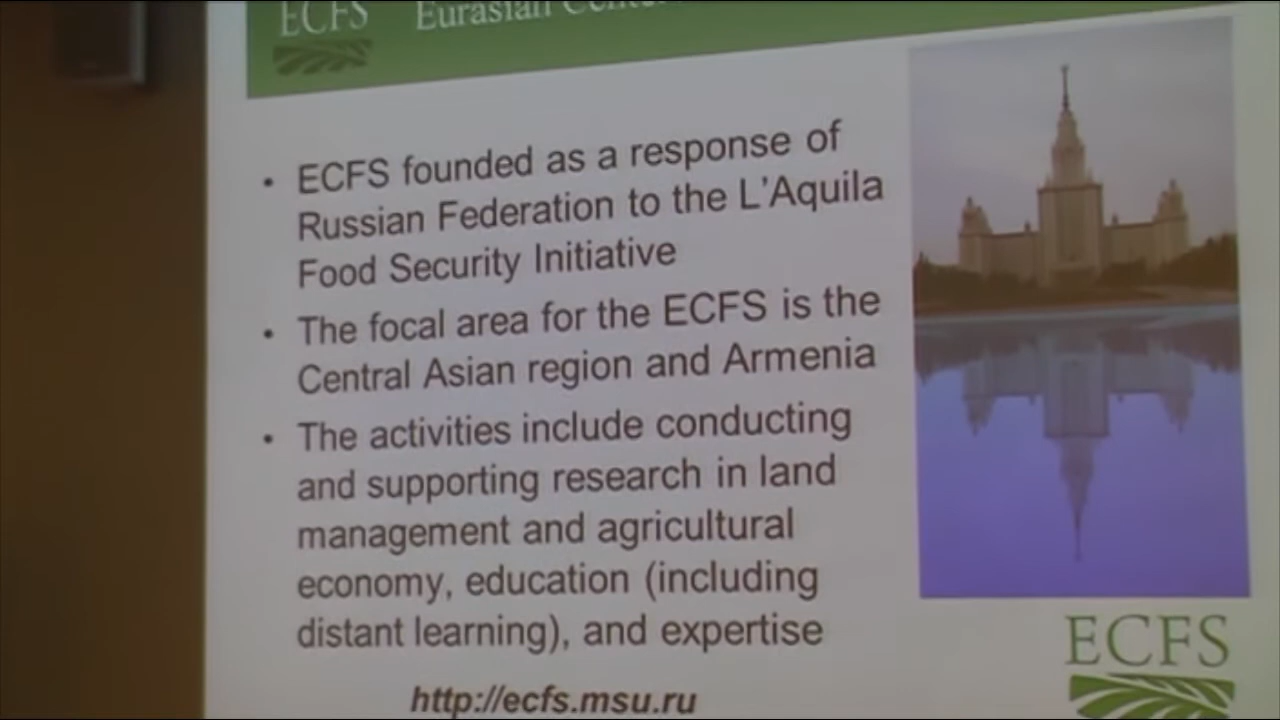 ECFS Eurasian
• ECFS founded as a response of
Russian Federation to the L'Aquila
Food Security Initiative
• The focal area for the ECFS is the
Central Asian region and Armenia
• The activities include conducting
and supporting research in land
management and agricultural
economy, education (including
distant learning), and expertise
http://ecfs.msu.ru
ECFS